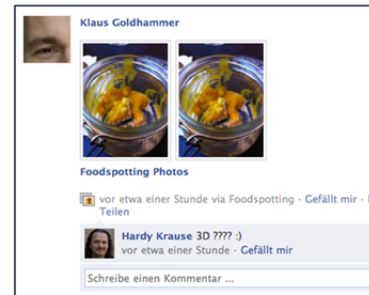 Klaus Goldhammer
Foodspotting Photos
vor etwa einer Stunde via Foodspotting · Gefällt mir ·
Teilen
Hardy Krause 3D ???? :)
vor etwa einer Stunde · Gefällt mir
Schreibe einen Kommentar ...